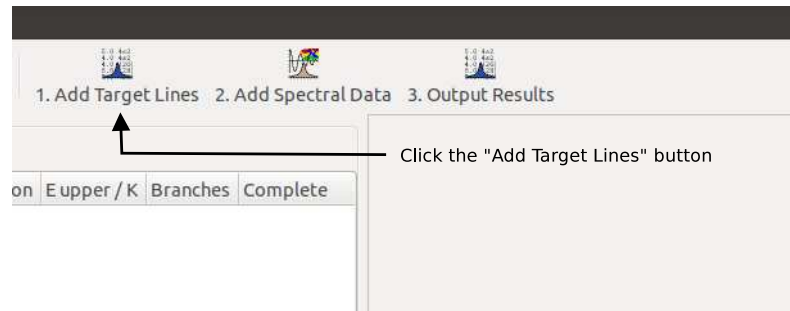 1. Add Target Lines 2. Add Spectral Data 3. Output Results
Click the "Add Target Lines" button
on E upper / K Branches Complete